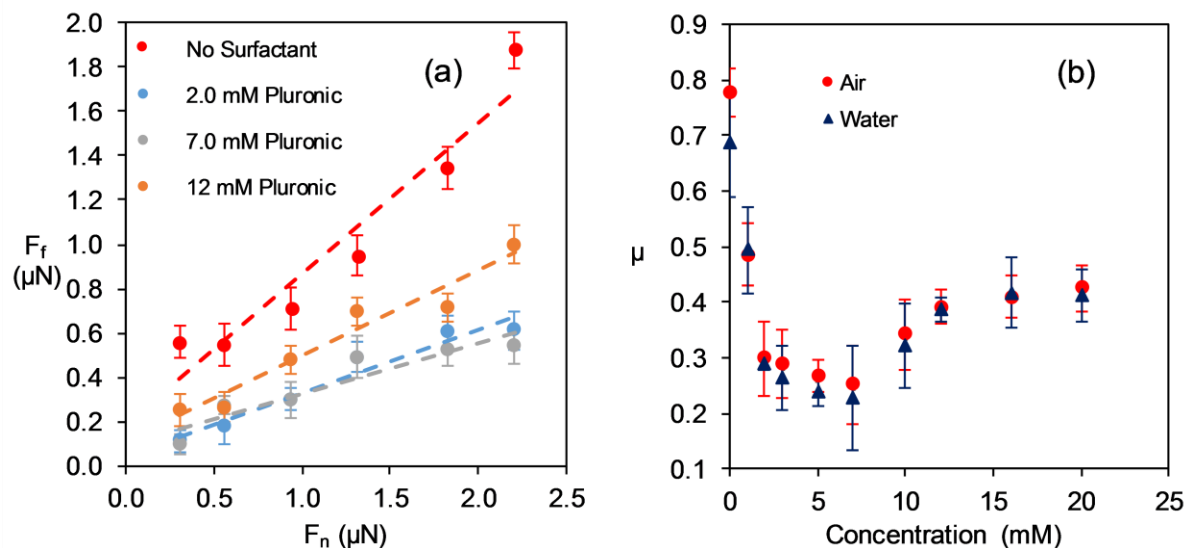 2.0
1.8
1.6
1.4
1.2
1.0
0.8
0.6
0.4
0.2
0.0
Ff
(µN)
No Surfactant
2.0 mM Pluronic
7.0 mM Pluronic
12 mM Pluronic
(a)
0.0 0.5 1.0 1.5 2.0 2.5
Fn (µN)
0.9
0.8
0.7
0.6
0.5
0.4
0.3
0.2
0.1
µ
Air
Water
(b)
0 5 10 15 20 25
Concentration (mM)